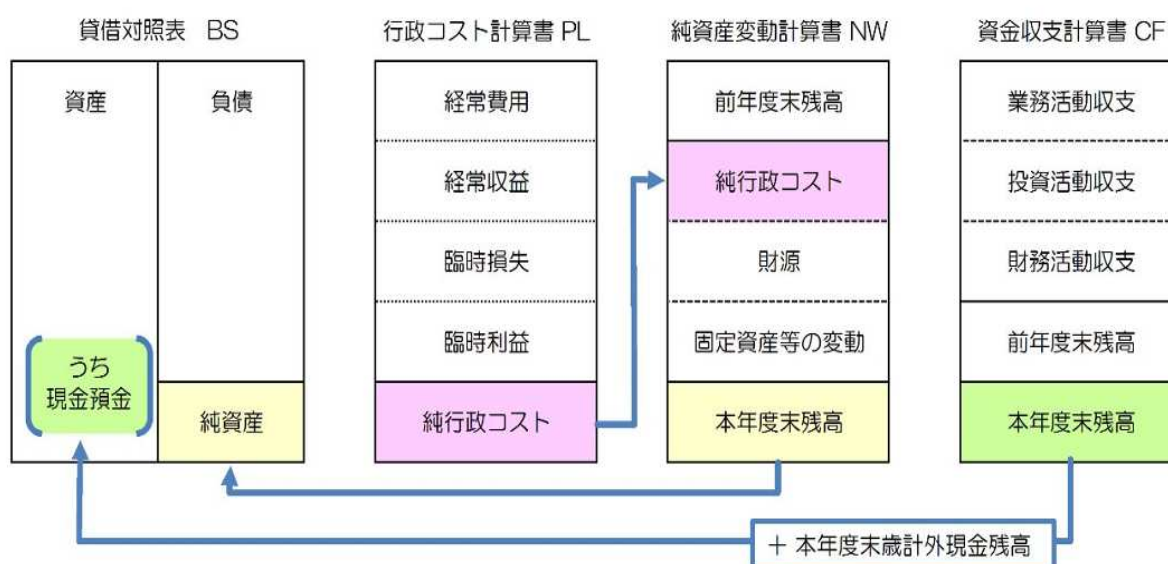 貸借対照表 BS
資産
負債
うち
現金預金
純資産
行政コスト計算書 PL
経常費用
経常収益
臨時損失
臨時利益
純行政コスト
純資産変動計算書 NW
前年度末残高
純行政コスト
財源
固定資産等の変動
本年度末残高
資金収支計算書 CF
業務活動収支
投資活動収支
財務活動収支
前年度末残高
本年度末残高
＋ 本年度末歳計外現金残高